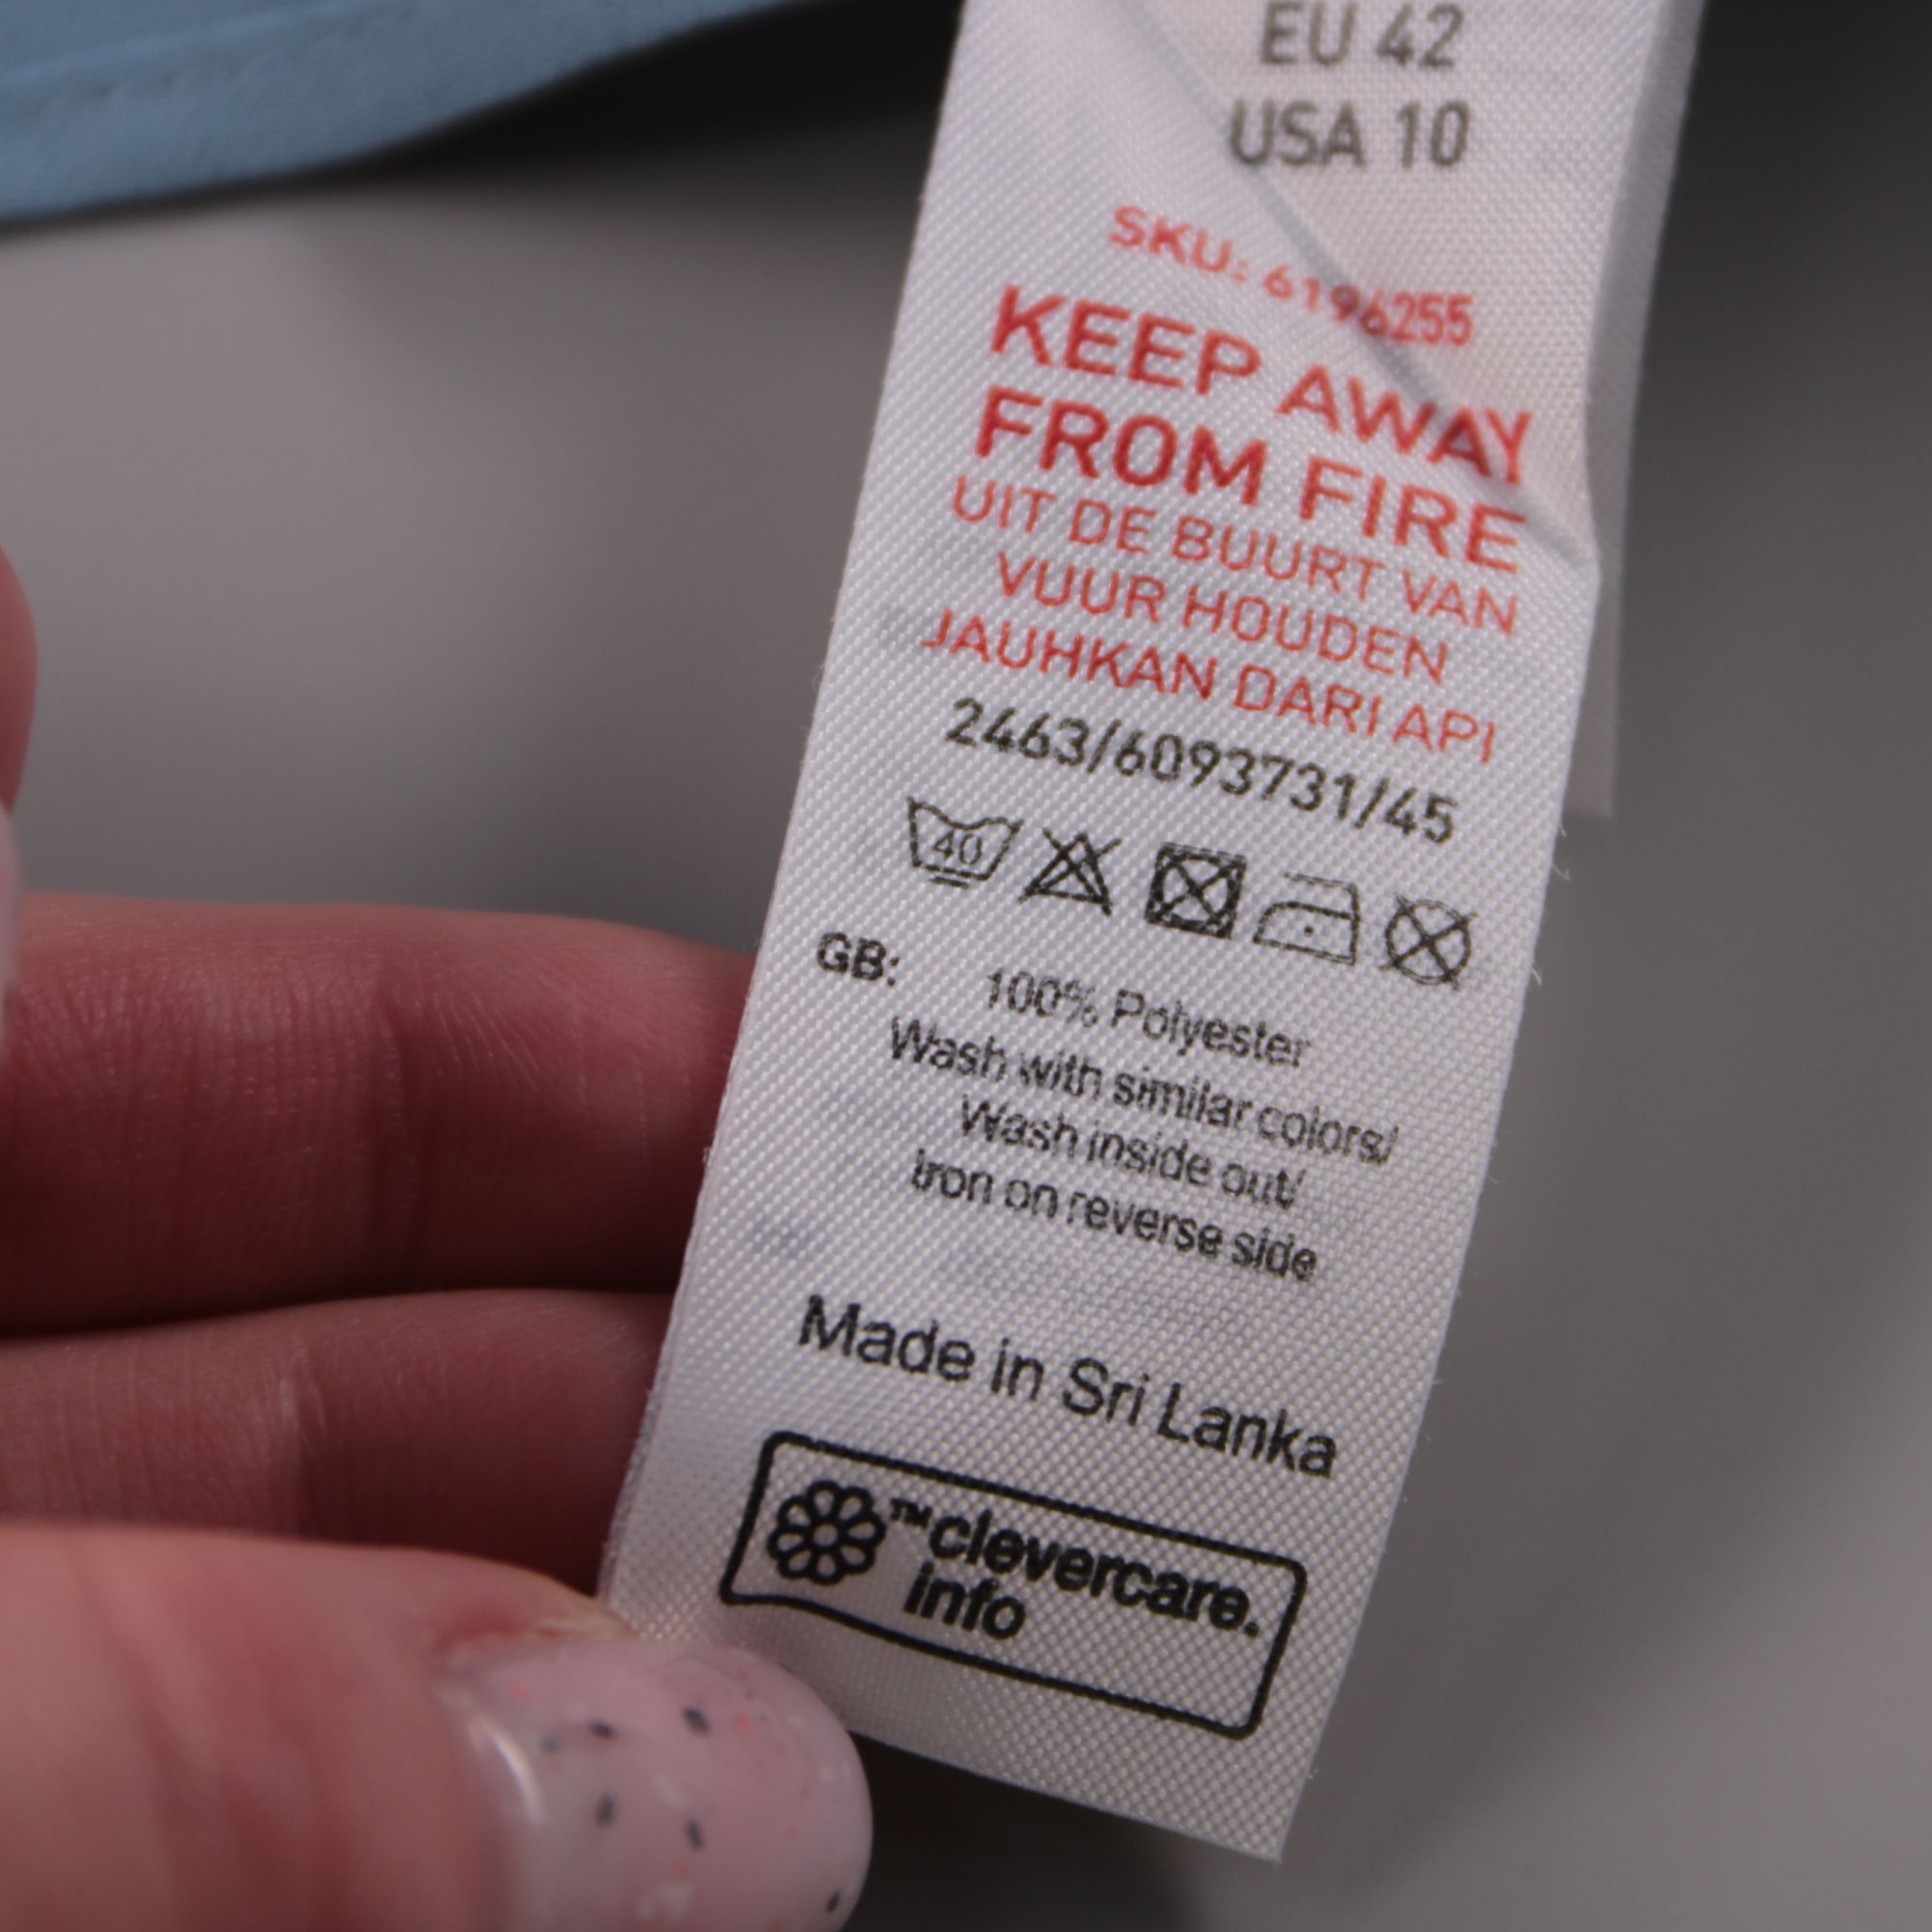 EU 42
USA 10
SKU: 6196255
KEEP AWAY
FROM FIRE
UIT DE BUURT VAN
VUUR HOUDEN
JAUHKAN DARI API
2463/6093731/45
40
GB: 100% Polyester
Wash with similar colors/
Wash inside out/
Iron on reverse side
Made in Sri Lanka
™clevercare.
info